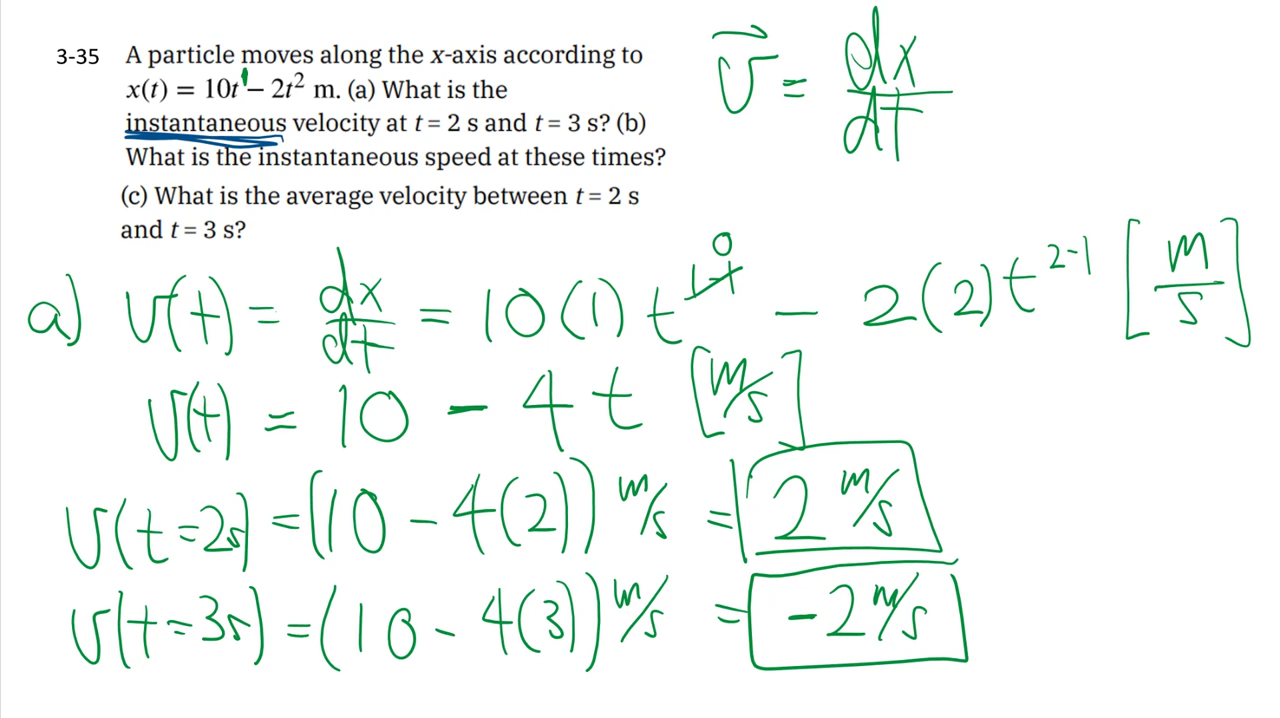 3-35 A particle moves along the x-axis according to
x(t) = 10t¹ − 2t² m. (a) What is the
instantaneous velocity at t = 2 s and t = 3 s? (b)
What is the instantaneous speed at these times?
(c) What is the average velocity between t = 2 s
and t = 3 s?
v⃗ = dx/dt
a) v(t) = dx/dt = 10(1)t^(1-1) 0 − 2(2)t^(2-1) [m/s]
v(t) = 10 − 4t [m/s]
v(t=2s) = (10 − 4(2)) m/s = 2 m/s
v(t=3s) = (10 − 4(3)) m/s = −2 m/s